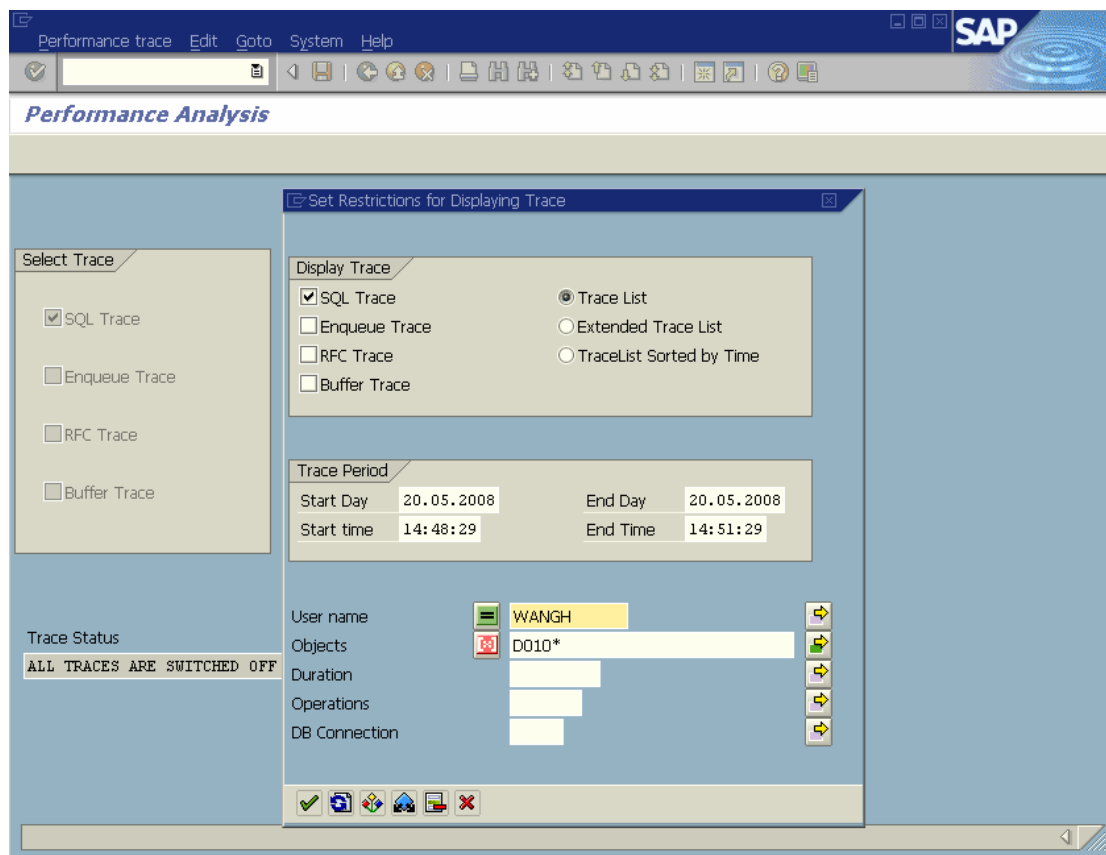 Performance trace Edit Goto System Help
SAP
Performance Analysis
Set Restrictions for Displaying Trace
Select Trace
SQL Trace
Enqueue Trace
RFC Trace
Buffer Trace
Trace Status
ALL TRACES ARE SWITCHED OFF
Display Trace
SQL Trace
Trace List
Enqueue Trace
Extended Trace List
RFC Trace
TraceList Sorted by Time
Buffer Trace
Trace Period
Start Day 20.05.2008 End Day 20.05.2008
Start time 14:48:29 End Time 14:51:29
User name WANGH
Objects D010*
Duration
Operations
DB Connection